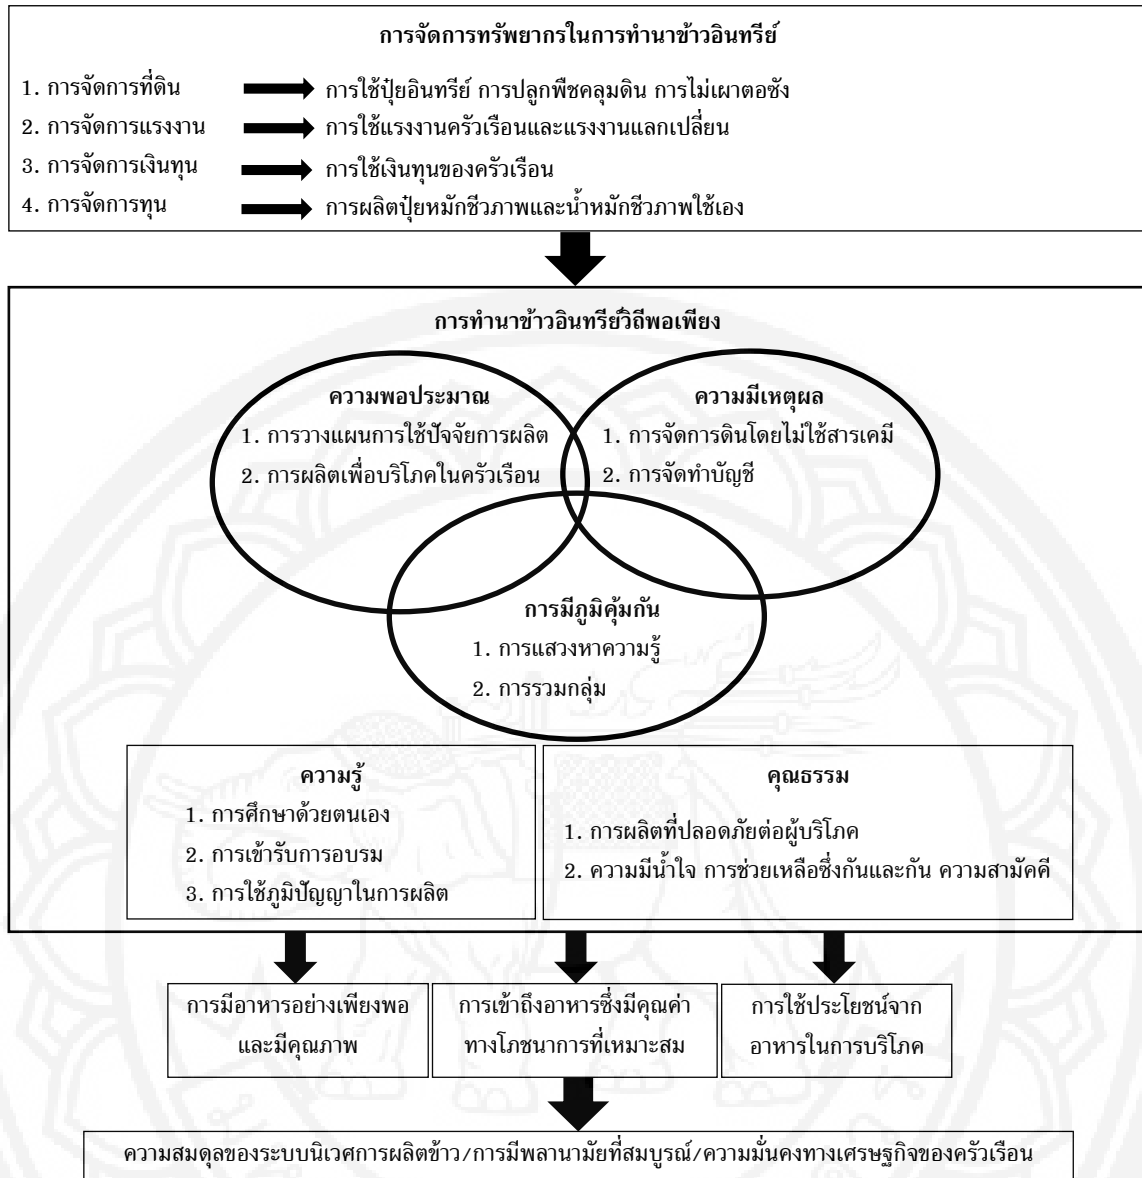 การจัดการทรัพยากรในการทำนาข้าวอินทรีย์
1. การจัดการที่ดิน การใช้ปุ๋ยอินทรีย์ การปลูกพืชคลุมดิน การไม่เผาตอซัง
2. การจัดการแรงงาน การใช้แรงงานครัวเรือนและแรงงานแลกเปลี่ยน
3. การจัดการเงินทุน การใช้เงินทุนของครัวเรือน
4. การจัดการทุน การผลิตปุ๋ยหมักชีวภาพและน้ำหมักชีวภาพใช้เอง
การทำนาข้าวอินทรีย์วิถีพอเพียง
ความพอประมาณ
1. การวางแผนการใช้ปัจจัยการผลิต
2. การผลิตเพื่อบริโภคในครัวเรือน
ความมีเหตุผล
1. การจัดการดินโดยไม่ใช้สารเคมี
2. การจัดทำบัญชี
การมีภูมิคุ้มกัน
1. การแสวงหาความรู้
2. การรวมกลุ่ม
ความรู้
1. การศึกษาด้วยตนเอง
2. การเข้ารับการอบรม
3. การใช้ภูมิปัญญาในการผลิต
คุณธรรม
1. การผลิตที่ปลอดภัยต่อผู้บริโภค
2. ความมีน้ำใจ การช่วยเหลือซึ่งกันและกัน ความสามัคคี
การมีอาหารอย่างเพียงพอ
และมีคุณภาพ
การเข้าถึงอาหารซึ่งมีคุณค่า
ทางโภชนาการที่เหมาะสม
การใช้ประโยชน์จาก
อาหารในการบริโภค
ความสมดุลของระบบนิเวศการผลิตข้าว/การมีพลานามัยที่สมบูรณ์/ความมั่นคงทางเศรษฐกิจของครัวเรือน